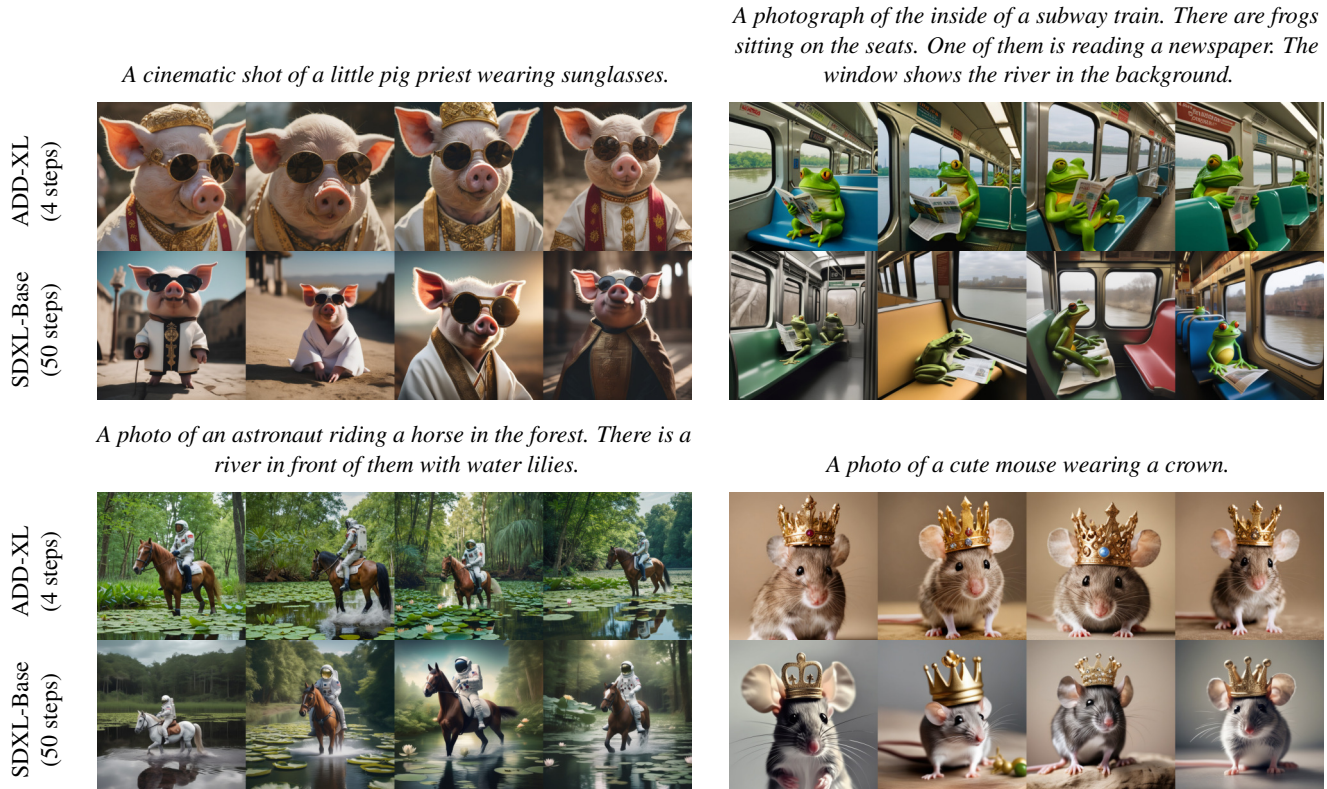 A cinematic shot of a little pig priest wearing sunglasses.
A photograph of the inside of a subway train. There are frogs
sitting on the seats. One of them is reading a newspaper. The
window shows the river in the background.
ADD-XL
(4 steps)
SDXL-Base
(50 steps)
A photo of an astronaut riding a horse in the forest. There is a
river in front of them with water lilies.
A photo of a cute mouse wearing a crown.
ADD-XL
(4 steps)
SDXL-Base
(50 steps)